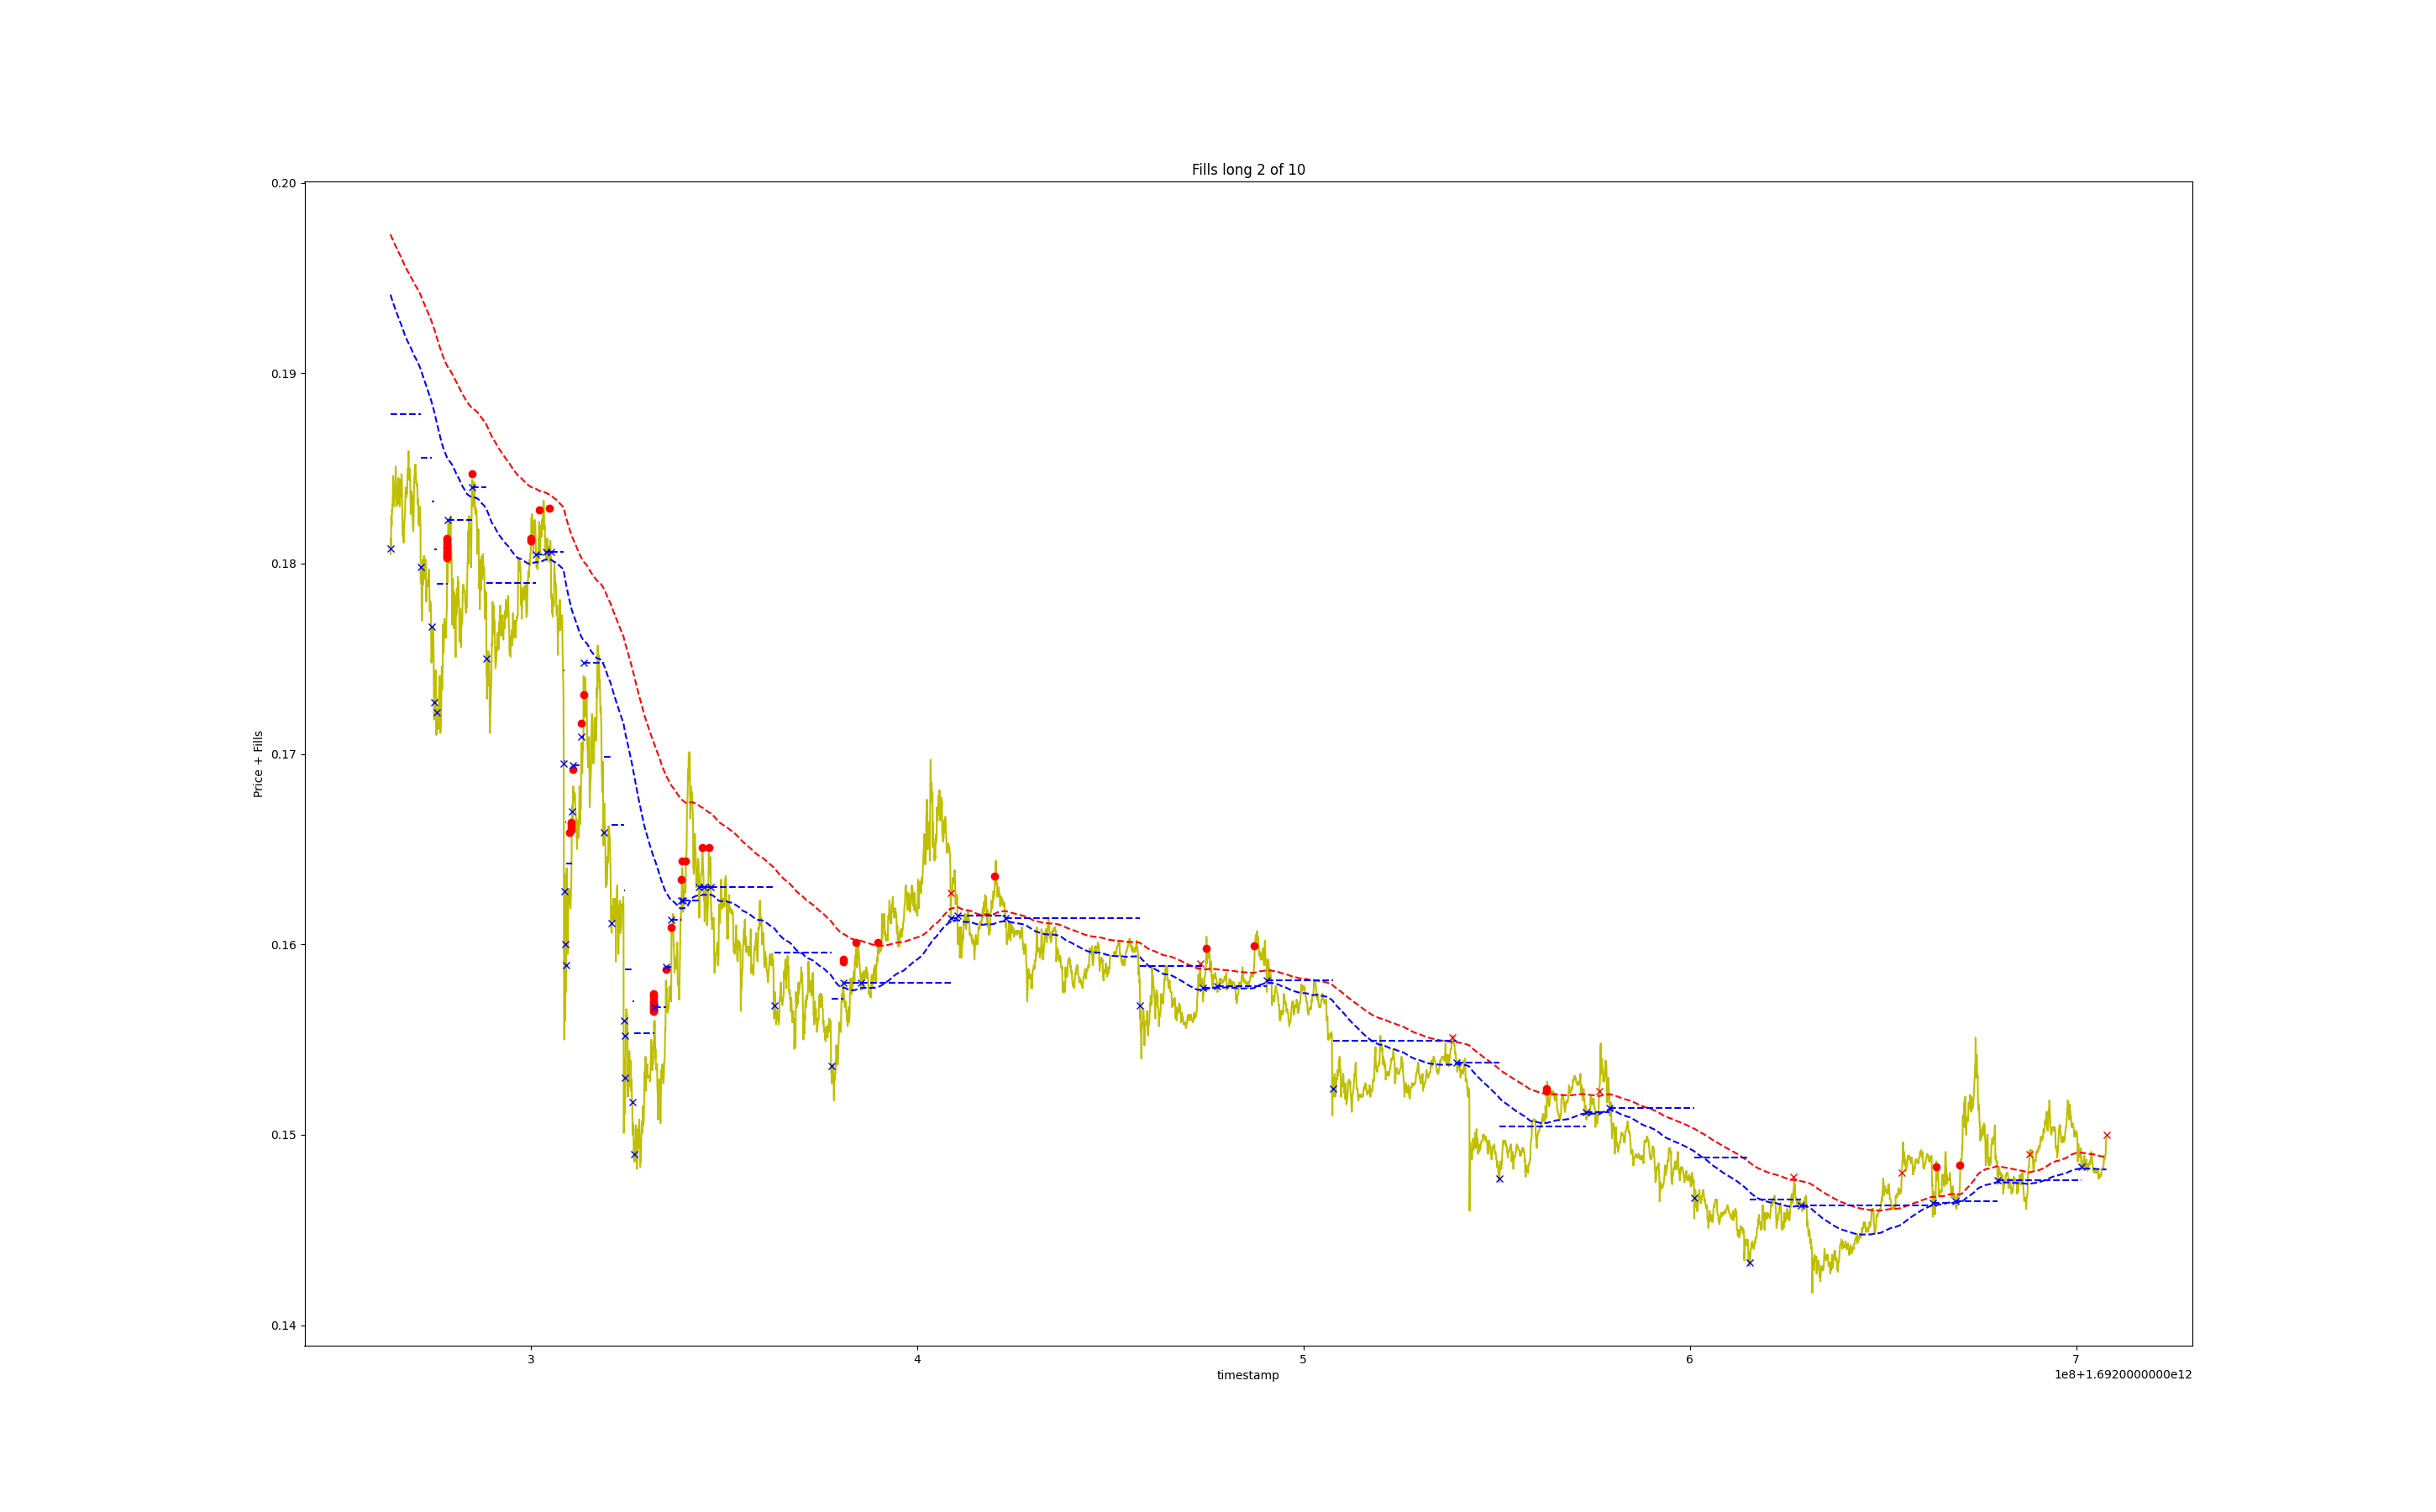 Fills long 2 of 10
0.20
0.19
0.18
0.17
0.16
0.15
0.14
Price + Fills
3 4 5 6 7
timestamp
1e8+1.6920000000e12